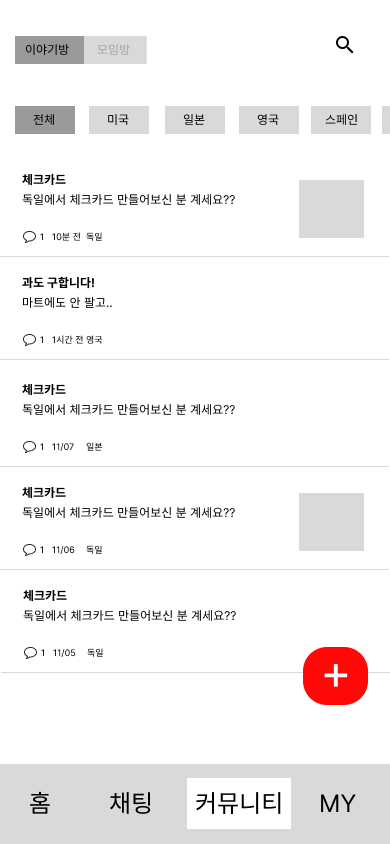 이야기방 모임방
전체 미국 일본 영국 스페인
체크카드
독일에서 체크카드 만들어보신 분 계세요??
1 10분 전 독일
과도 구합니다!
마트에도 안 팔고..
1 1시간 전 영국
체크카드
독일에서 체크카드 만들어보신 분 계세요??
1 11/07 일본
체크카드
독일에서 체크카드 만들어보신 분 계세요??
1 11/06 독일
체크카드
독일에서 체크카드 만들어보신 분 계세요??
1 11/05 독일
+
홈 채팅 커뮤니티 MY